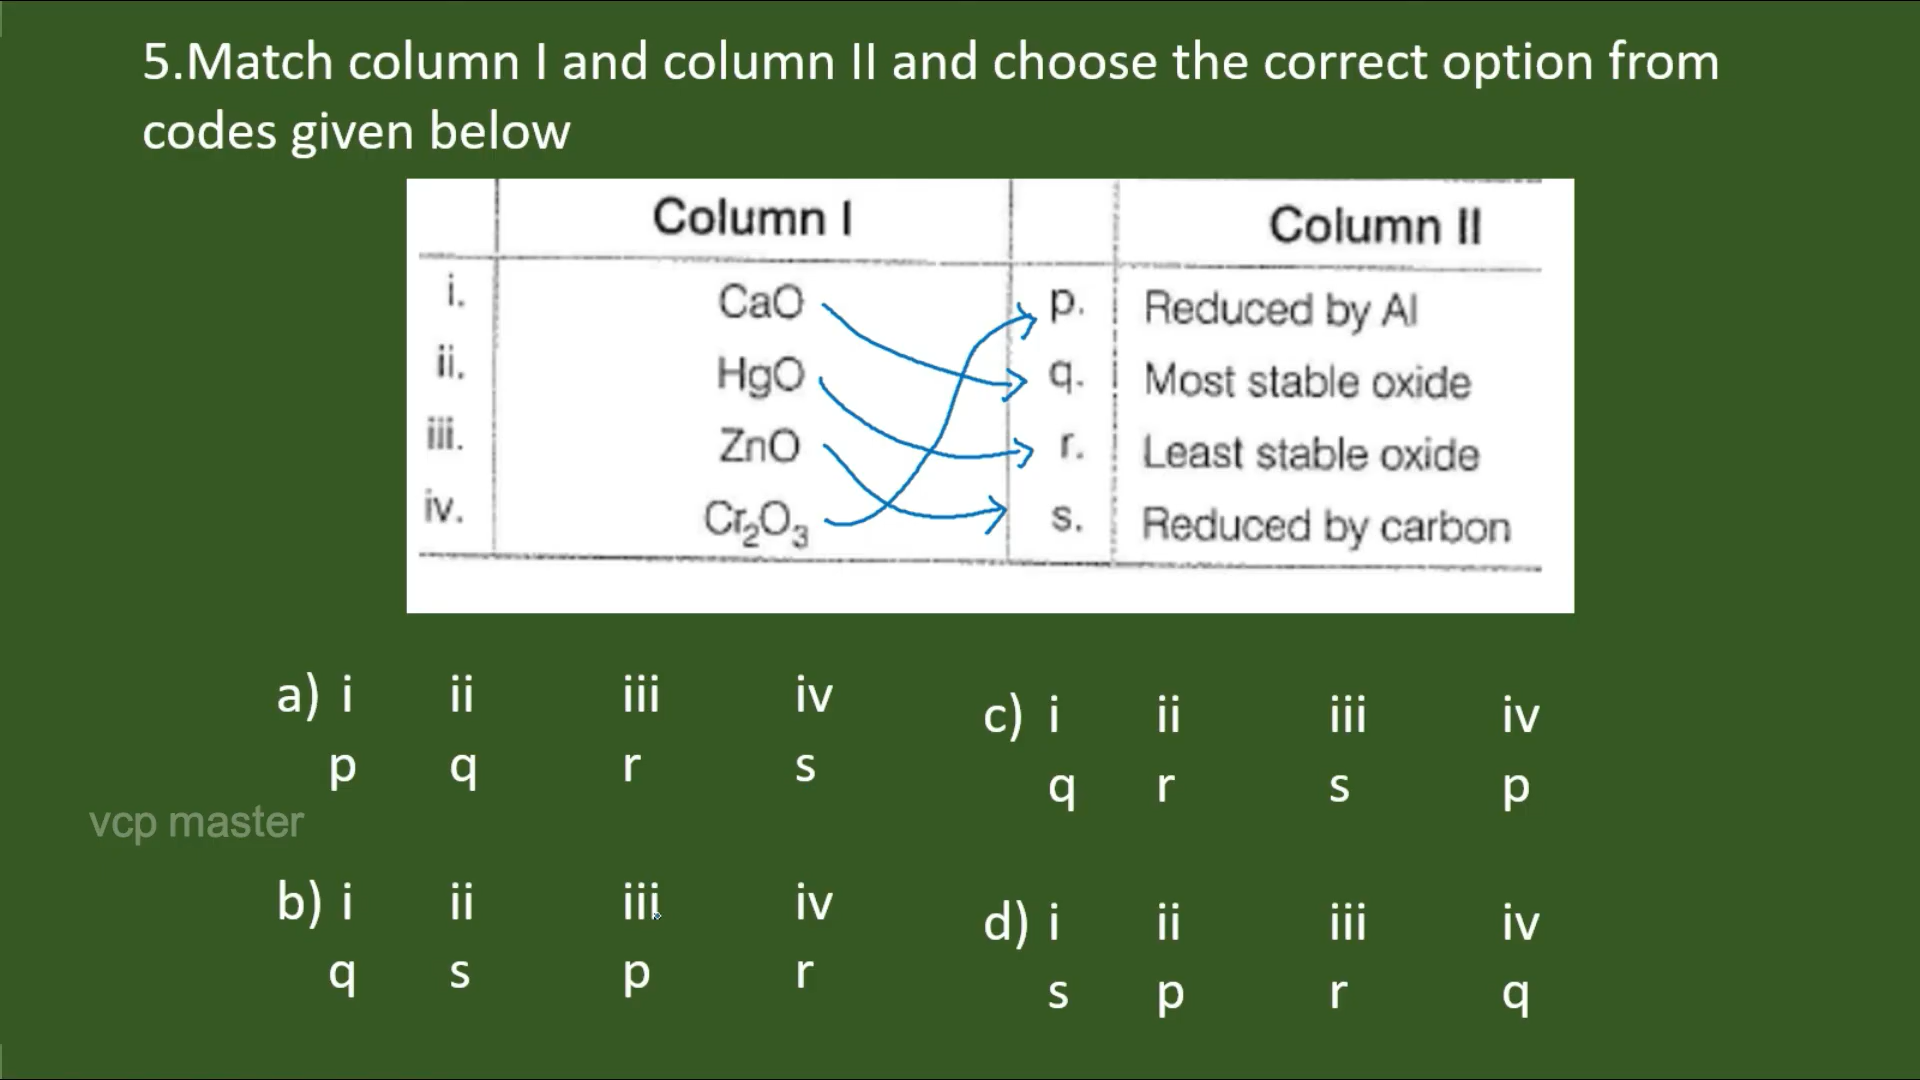 5.Match column I and column II and choose the correct option from
codes given below
Column I Column II
i. CaO p. Reduced by Al
ii. HgO q. Most stable oxide
iii. ZnO r. Least stable oxide
iv. Cr₂O₃ s. Reduced by carbon
a) i ii iii iv
p q r s
c) i ii iii iv
q r s p
vcp master
b) i ii iii iv
q s p r
d) i ii iii iv
s p r q